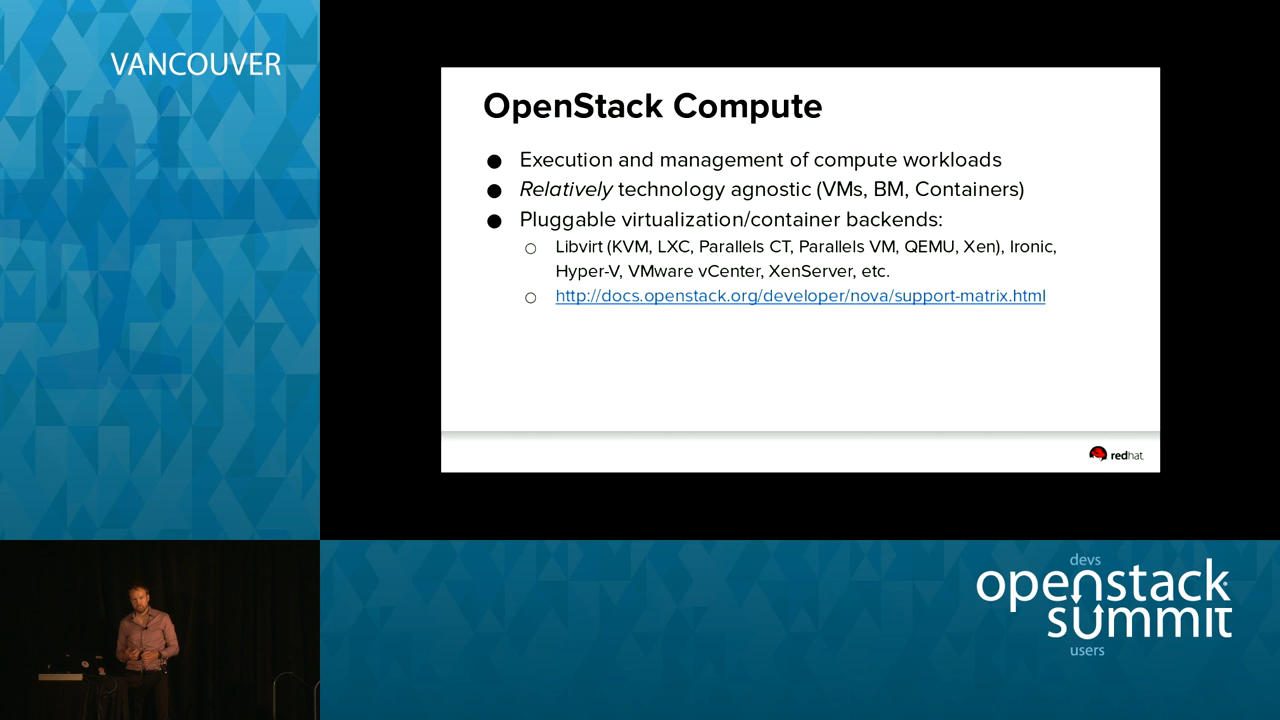 VANCOUVER
OpenStack Compute
● Execution and management of compute workloads
● Relatively technology agnostic (VMs, BM, Containers)
● Pluggable virtualization/container backends:
○ Libvirt (KVM, LXC, Parallels CT, Parallels VM, QEMU, Xen), Ironic,
Hyper-V, VMware vCenter, XenServer, etc.
○ http://docs.openstack.org/developer/nova/support-matrix.html
redhat
devs
openstack
summit
users